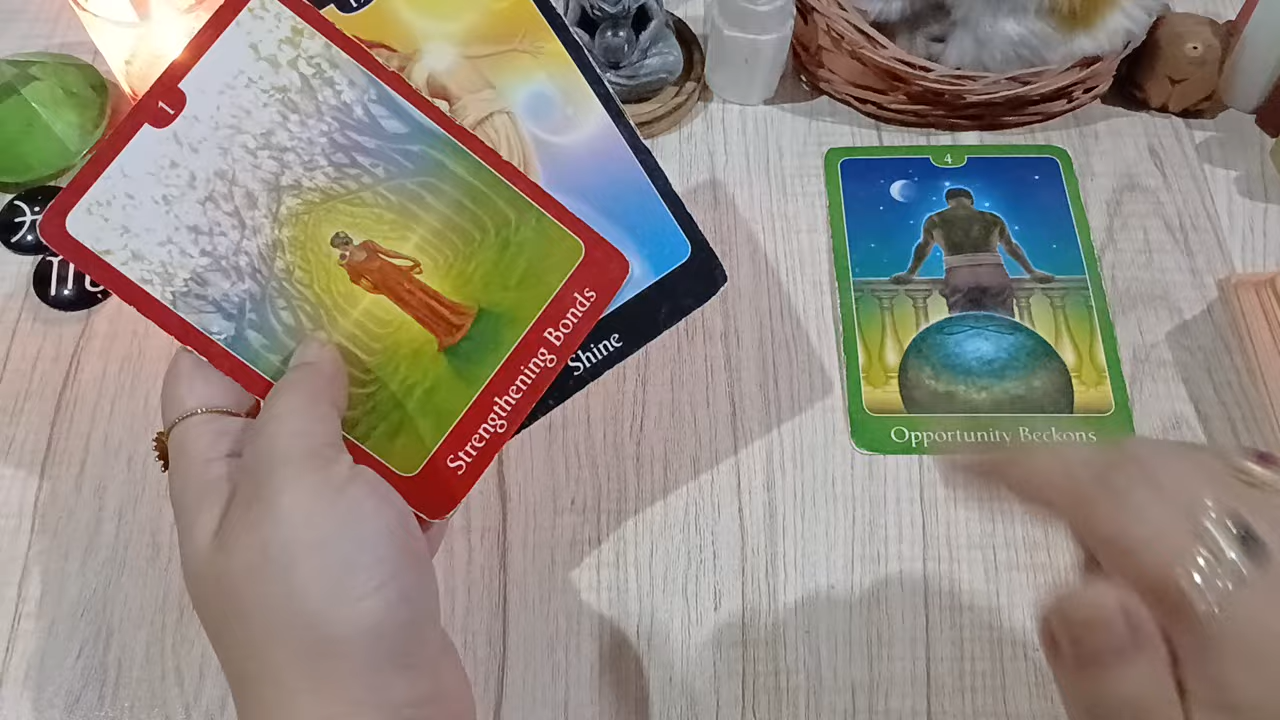 1
Strengthening Bonds
Shine
4
Opportunity Beckons
♓
♏